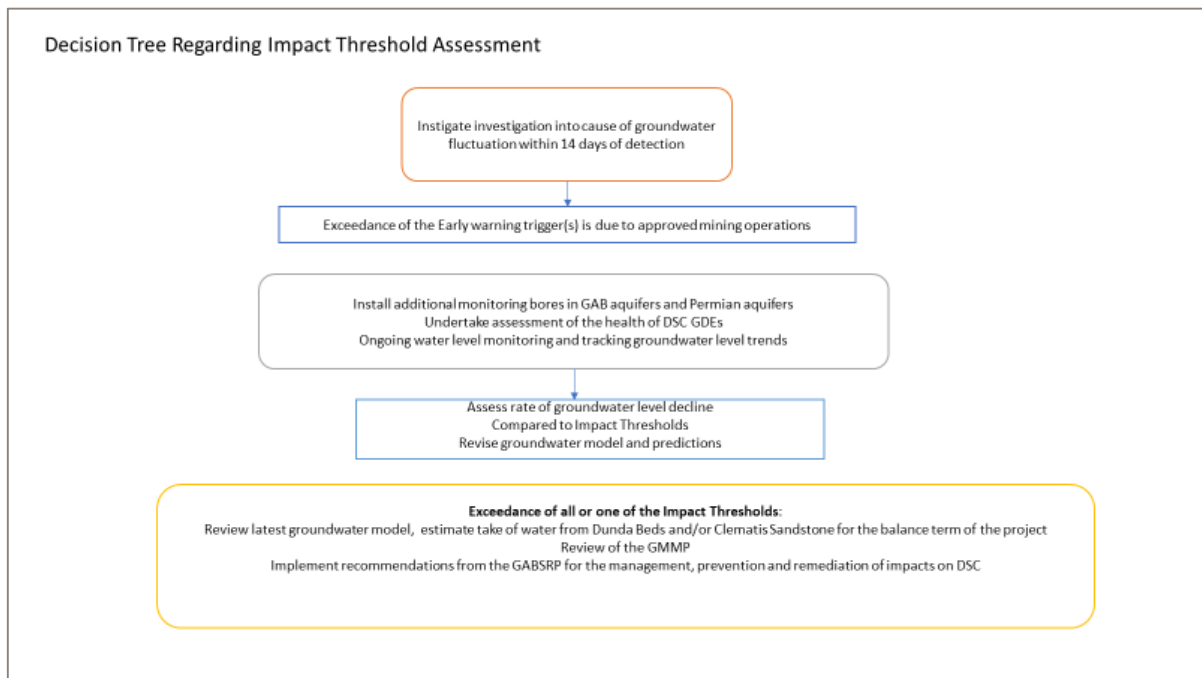 Decision Tree Regarding Impact Threshold Assessment
Instigate investigation into cause of groundwater
fluctuation within 14 days of detection
Exceedance of the Early warning trigger(s) is due to approved mining operations
Install additional monitoring bores in GAB aquifers and Permian aquifers
Undertake assessment of the health of DSC GDEs
Ongoing water level monitoring and tracking groundwater level trends
Assess rate of groundwater level decline
Compared to Impact Thresholds
Revise groundwater model and predictions
Exceedance of all or one of the Impact Thresholds:
Review latest groundwater model, estimate take of water from Dunda Beds and/or Clematis Sandstone for the balance term of the project
Review of the GMMP
Implement recommendations from the GABSRP for the management, prevention and remediation of impacts on DSC